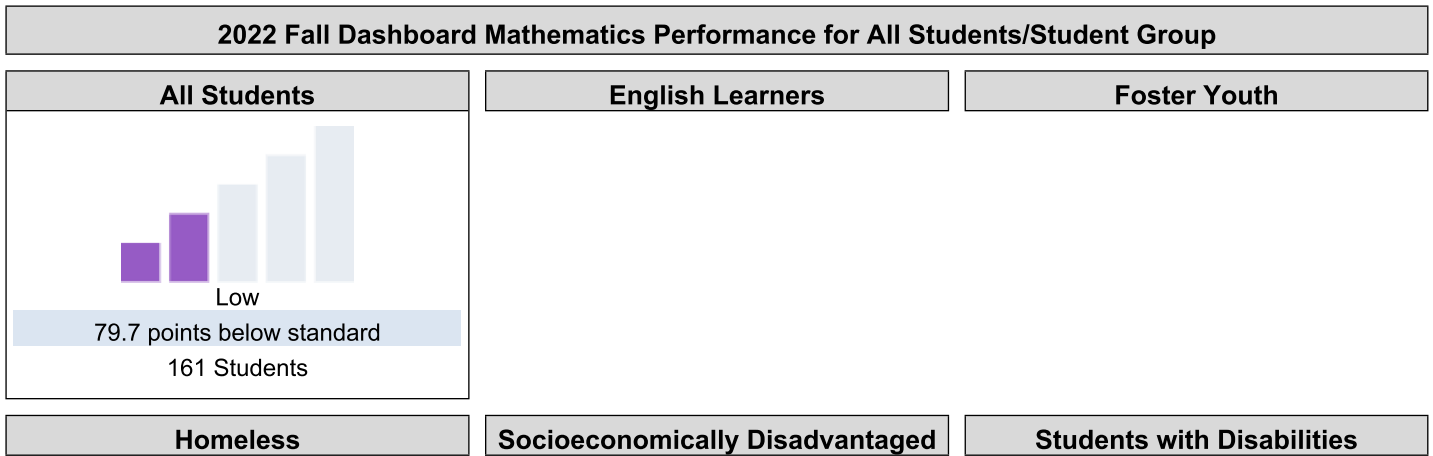 2022 Fall Dashboard Mathematics Performance for All Students/Student Group
All Students
English Learners
Foster Youth
Low
79.7 points below standard
161 Students
Homeless
Socioeconomically Disadvantaged
Students with Disabilities